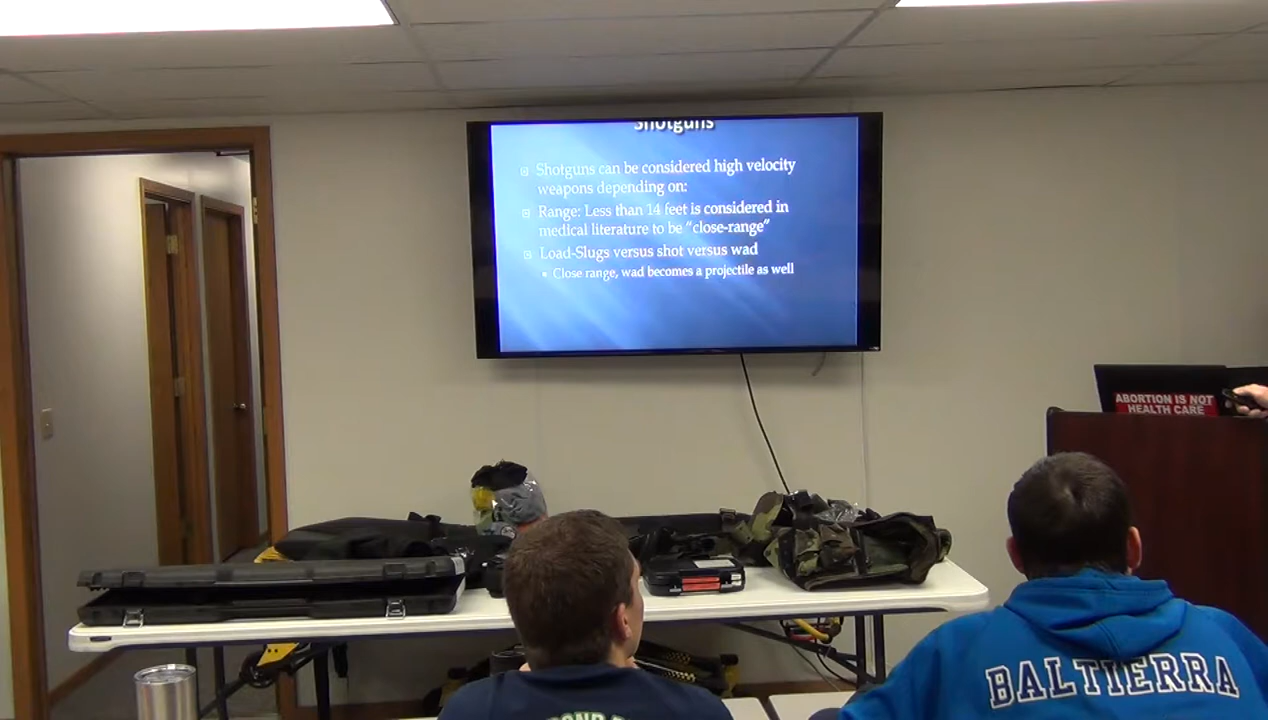 Shotguns
Shotguns can be considered high velocity
weapons depending on:
Range: Less than 14 feet is considered in
medical literature to be "close-range"
Load-Slugs versus shot versus wad
Close range, wad becomes a projectile as well
ABORTION IS NOT
HEALTH CARE
BALTIERRA